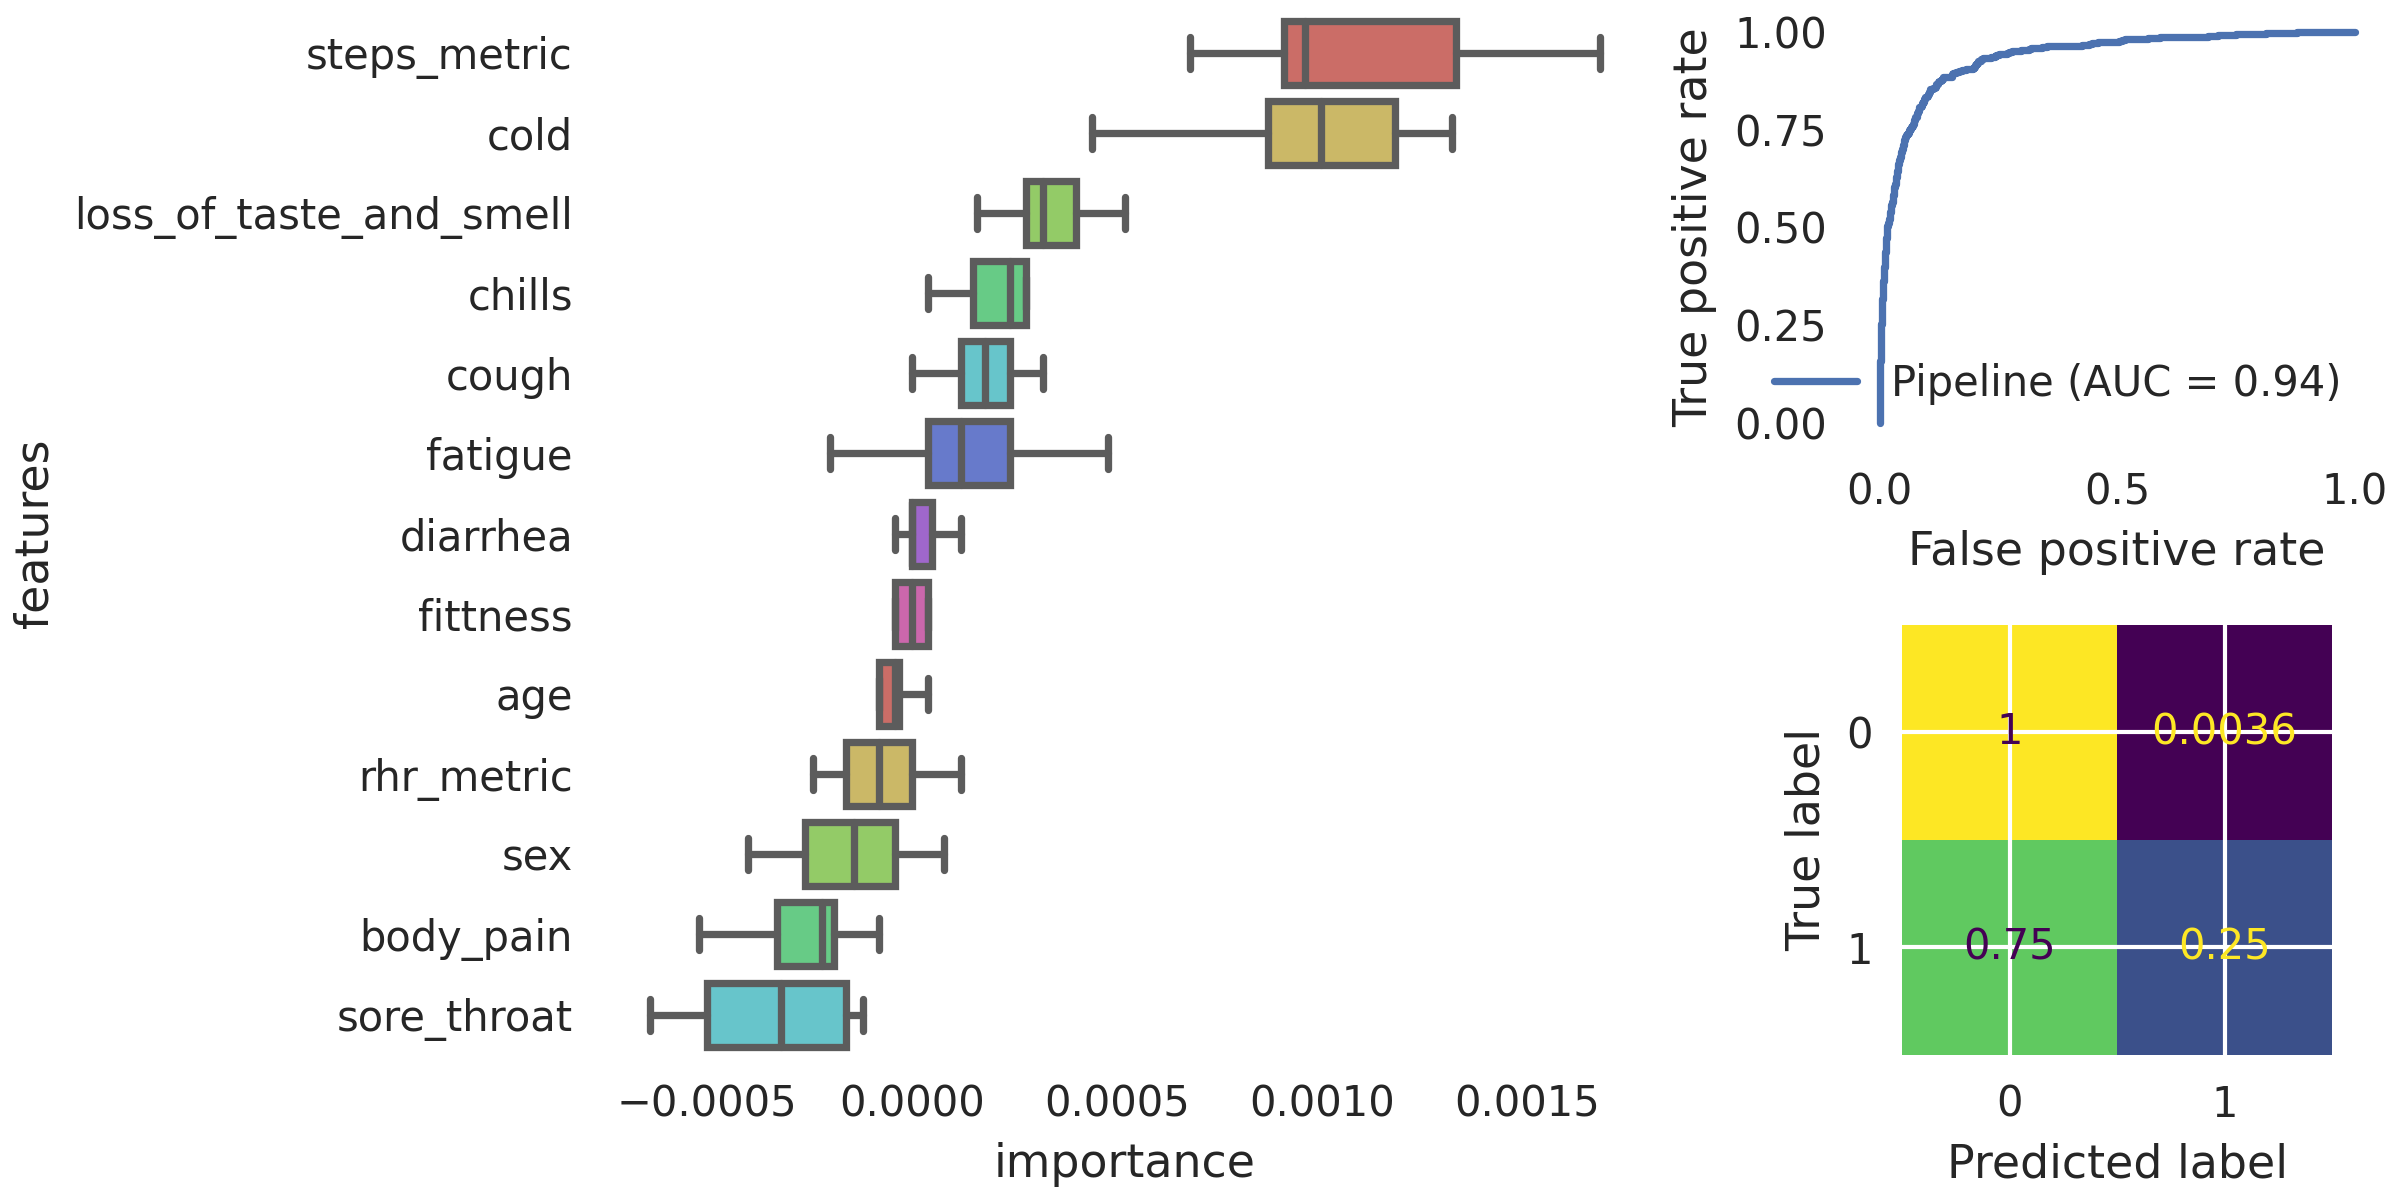 features
steps_metric
cold
loss_of_taste_and_smell
chills
cough
fatigue
diarrhea
fittness
age
rhr_metric
sex
body_pain
sore_throat
−0.0005 0.0000 0.0005 0.0010 0.0015
importance
True positive rate
1.00
0.75
0.50
0.25
0.00
Pipeline (AUC = 0.94)
0.0 0.5 1.0
False positive rate
True label
0
1
1 0.0036
0.75 0.25
0 1
Predicted label